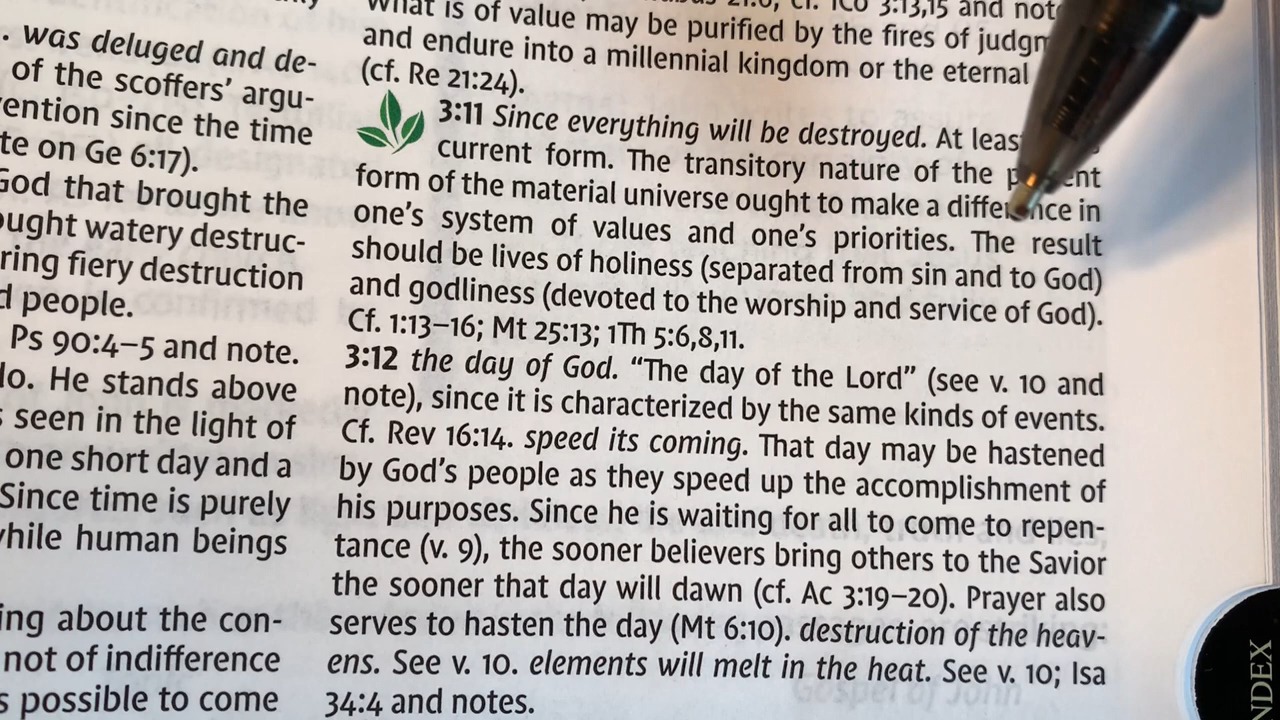 . was deluged and de-
of the scoffers' argu-
vention since the time
te on Ge 6:17).
God that brought the
ought watery destruc-
ring fiery destruction
d people.
Ps 90:4–5 and note.
lo. He stands above
s seen in the light of
one short day and a
Since time is purely
while human beings
ing about the con-
not of indifference
s possible to come
21:6; cf. 1Co 3:13,15 and note
What is of value may be purified by the fires of judgm
and endure into a millennial kingdom or the eternal
(cf. Re 21:24).
3:11 Since everything will be destroyed. At leas
current form. The transitory nature of the present
form of the material universe ought to make a difference in
one's system of values and one's priorities. The result
should be lives of holiness (separated from sin and to God)
and godliness (devoted to the worship and service of God).
Cf. 1:13–16; Mt 25:13; 1Th 5:6,8,11.
3:12 the day of God. "The day of the Lord" (see v. 10 and
note), since it is characterized by the same kinds of events.
Cf. Rev 16:14. speed its coming. That day may be hastened
by God's people as they speed up the accomplishment of
his purposes. Since he is waiting for all to come to repen-
tance (v. 9), the sooner believers bring others to the Savior
the sooner that day will dawn (cf. Ac 3:19–20). Prayer also
serves to hasten the day (Mt 6:10). destruction of the heav-
ens. See v. 10. elements will melt in the heat. See v. 10; Isa
34:4 and notes.
NDEX